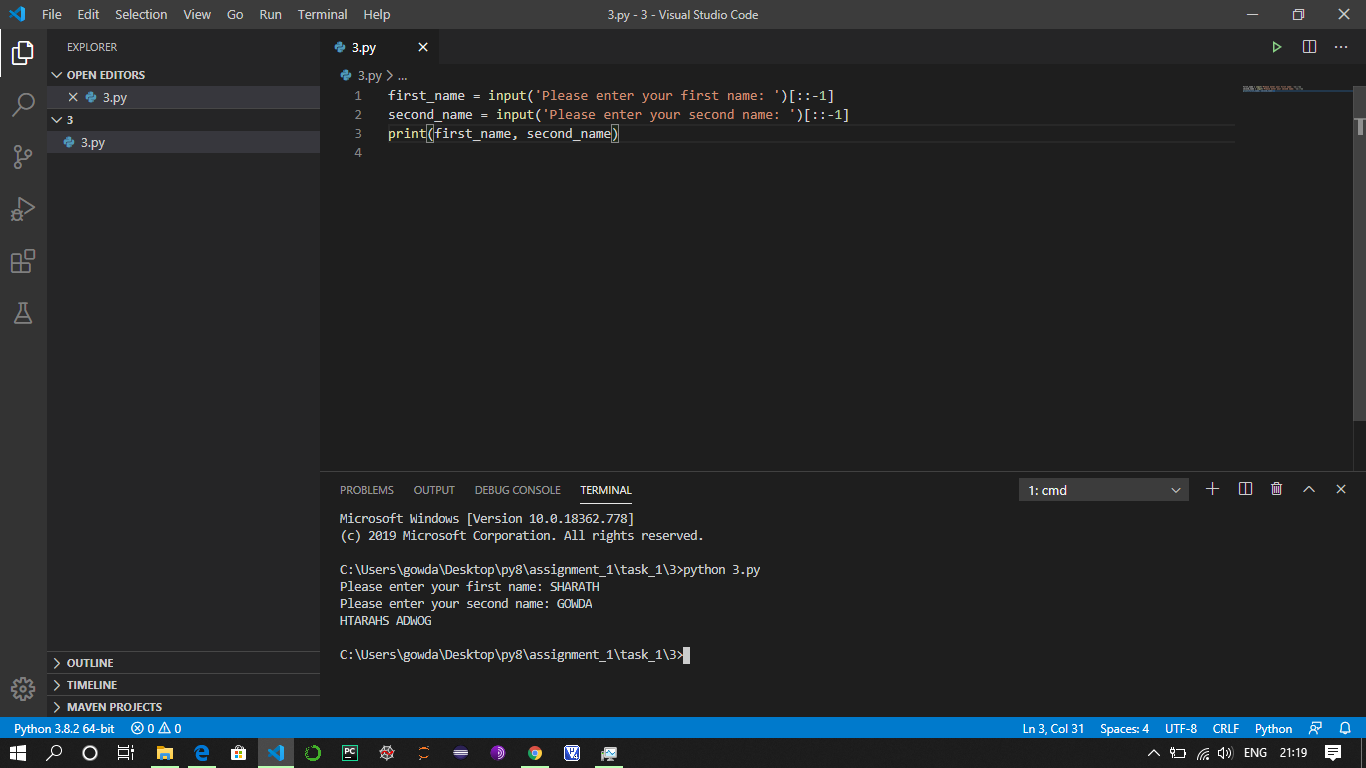 File Edit Selection View Go Run Terminal Help
3.py - 3 - Visual Studio Code
EXPLORER
OPEN EDITORS
3.py
3
3.py
OUTLINE
TIMELINE
MAVEN PROJECTS
3.py
3.py > ...
1 first_name = input('Please enter your first name: ')[::-1]
2 second_name = input('Please enter your second name: ')[::-1]
3 print(first_name, second_name)
4
PROBLEMS OUTPUT DEBUG CONSOLE TERMINAL
1: cmd
Microsoft Windows [Version 10.0.18362.778]
(c) 2019 Microsoft Corporation. All rights reserved.
C:\Users\gowda\Desktop\py8\assignment_1\task_1\3>python 3.py
Please enter your first name: SHARATH
Please enter your second name: GOWDA
HTARAHS ADWOG
C:\Users\gowda\Desktop\py8\assignment_1\task_1\3>
Python 3.8.2 64-bit 0 0
Ln 3, Col 31 Spaces: 4 UTF-8 CRLF Python
PC
ENG 21:19